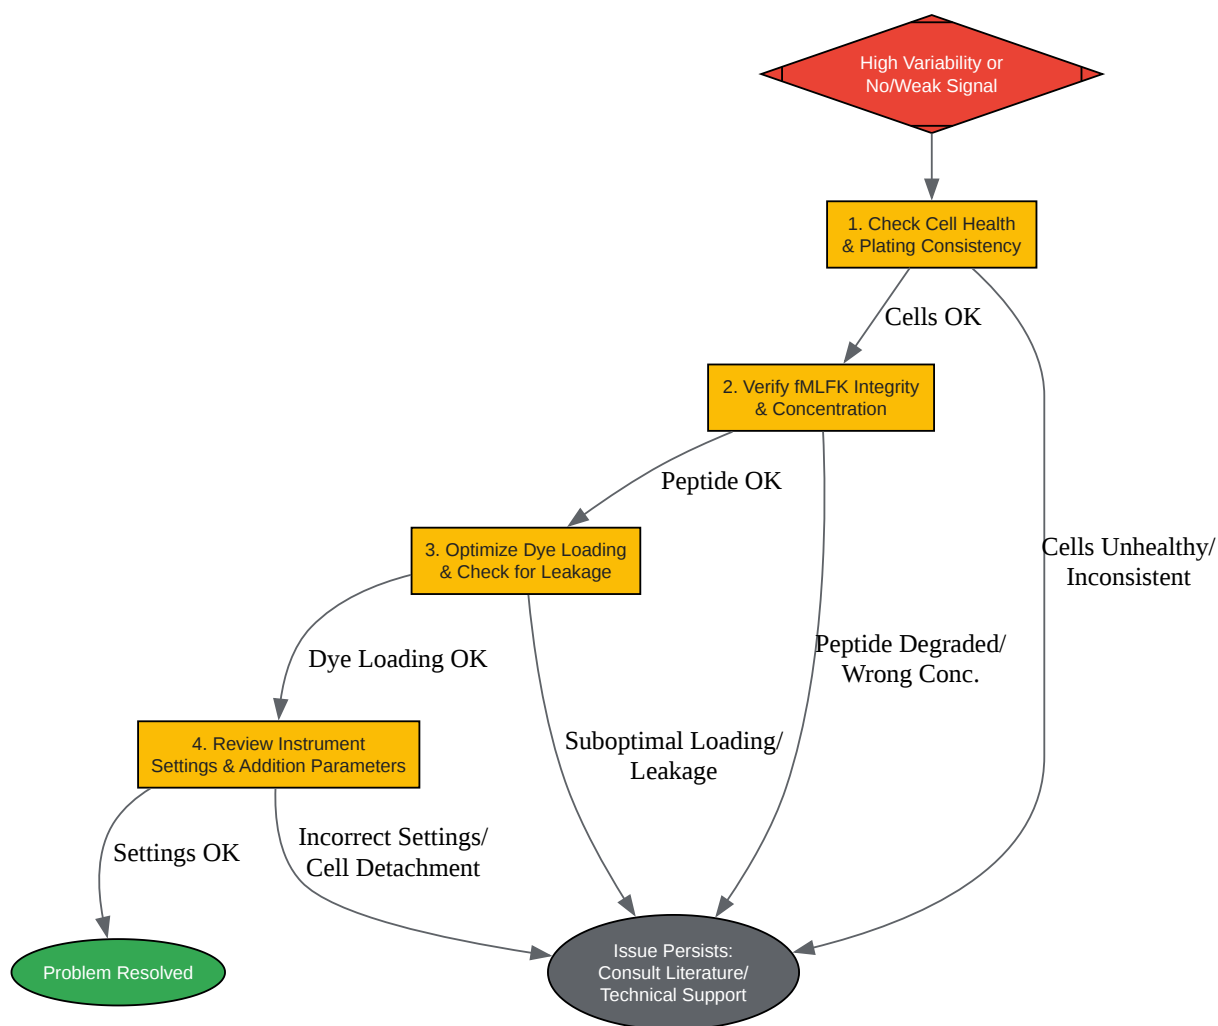 High Variability or
No/Weak Signal
1. Check Cell Health
& Plating Consistency
Cells OK
2. Verify fMLFK Integrity
& Concentration
Peptide OK
3. Optimize Dye Loading
& Check for Leakage
Cells Unhealthy/
Inconsistent
Dye Loading OK
Peptide Degraded/
Wrong Conc.
4. Review Instrument
Settings & Addition Parameters
Suboptimal Loading/
Leakage
Settings OK
Incorrect Settings/
Cell Detachment
Problem Resolved
Issue Persists:
Consult Literature/
Technical Support